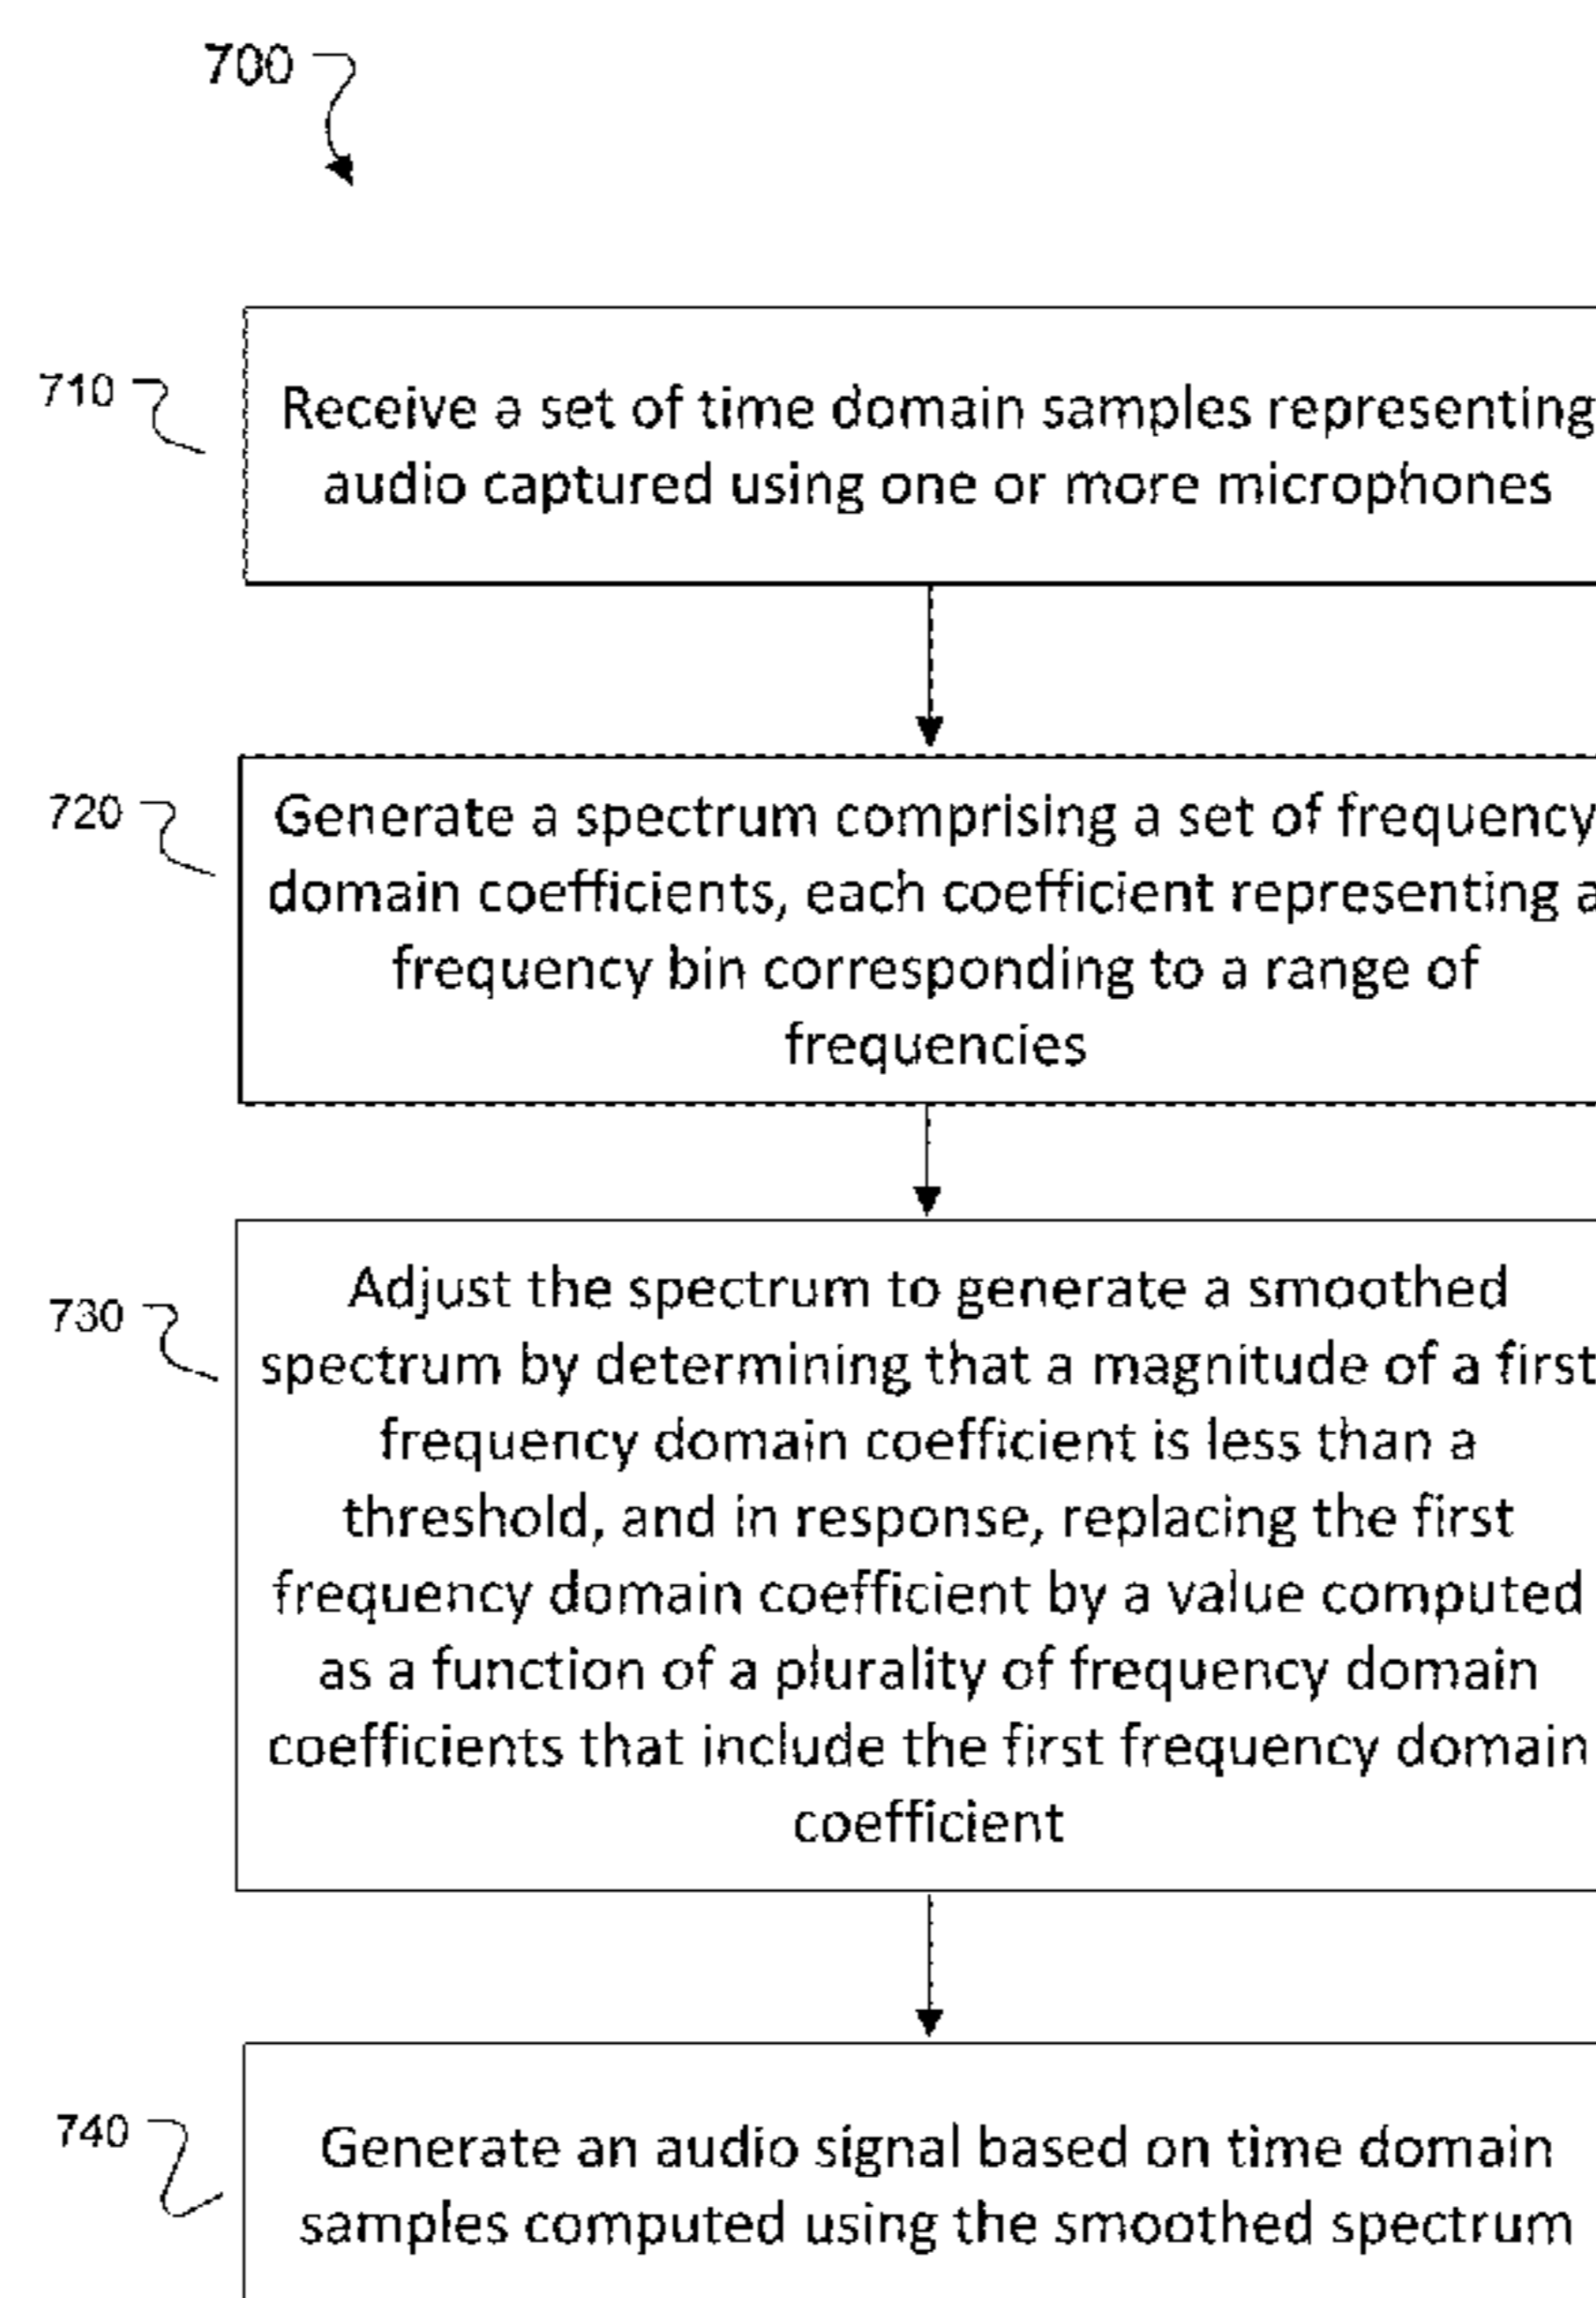 700
710
Receive a set of time domain samples representing
audio captured using one or more microphones
720
Generate a spectrum comprising a set of frequency
domain coefficients, each coefficient representing a
frequency bin corresponding to a range of
frequencies
730
Adjust the spectrum to generate a smoothed
spectrum by determining that a magnitude of a first
frequency domain coefficient is less than a
threshold, and in response, replacing the first
frequency domain coefficient by a value computed
as a function of a plurality of frequency domain
coefficients that include the first frequency domain
coefficient
740
Generate an audio signal based on time domain
samples computed using the smoothed spectrum